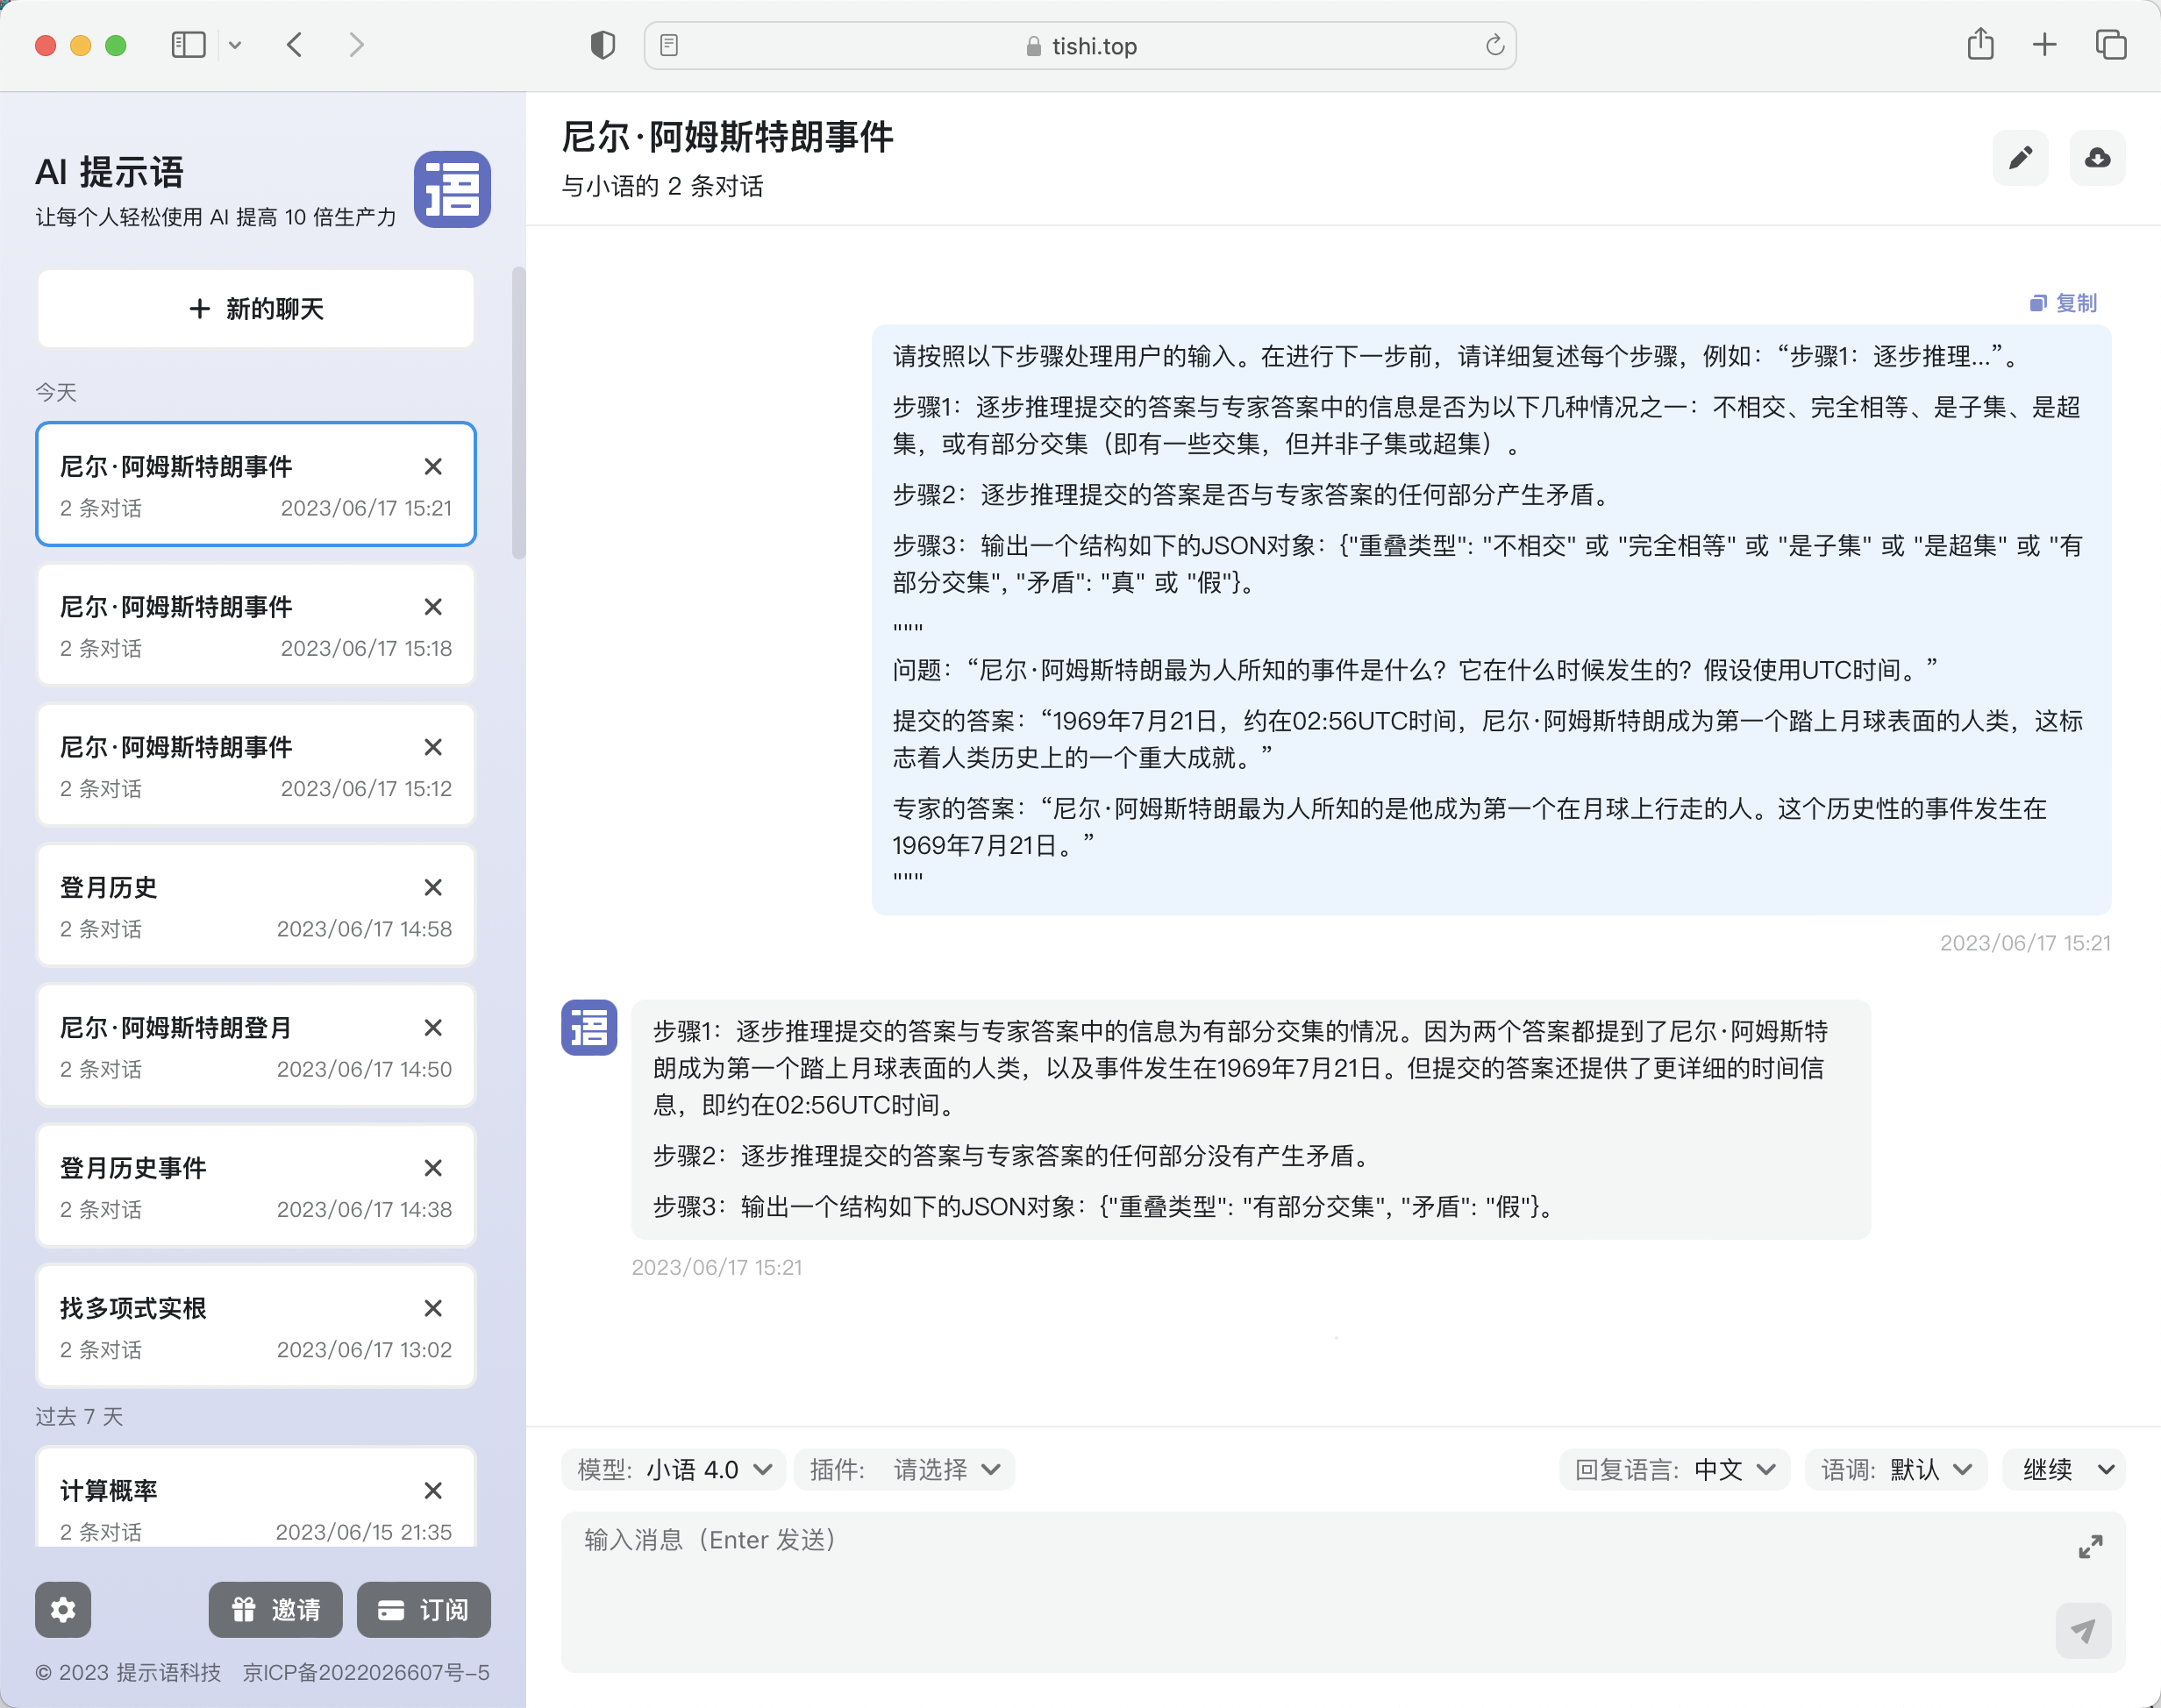 tishi.top
AI 提示语
让每个人轻松使用 AI 提高 10 倍生产力
语
新的聊天
今天
尼尔·阿姆斯特朗事件
2 条对话 2023/06/17 15:21
尼尔·阿姆斯特朗事件
2 条对话 2023/06/17 15:18
尼尔·阿姆斯特朗事件
2 条对话 2023/06/17 15:12
登月历史
2 条对话 2023/06/17 14:58
尼尔·阿姆斯特朗登月
2 条对话 2023/06/17 14:50
登月历史事件
2 条对话 2023/06/17 14:38
找多项式实根
2 条对话 2023/06/17 13:02
过去 7 天
计算概率
2 条对话 2023/06/15 21:35
邀请 订阅
© 2023 提示语科技 京ICP备2022026607号-5
尼尔·阿姆斯特朗事件
与小语的 2 条对话
复制
请按照以下步骤处理用户的输入。在进行下一步前，请详细复述每个步骤，例如：“步骤1：逐步推理...”。
步骤1：逐步推理提交的答案与专家答案中的信息是否为以下几种情况之一：不相交、完全相等、是子集、是超
集，或有部分交集（即有一些交集，但并非子集或超集）。
步骤2：逐步推理提交的答案是否与专家答案的任何部分产生矛盾。
步骤3：输出一个结构如下的JSON对象：{"重叠类型": "不相交" 或 "完全相等" 或 "是子集" 或 "是超集" 或 "有
部分交集", "矛盾": "真" 或 "假"}。
"""
问题：“尼尔·阿姆斯特朗最为人所知的事件是什么？它在什么时候发生的？假设使用UTC时间。”
提交的答案：“1969年7月21日，约在02:56UTC时间，尼尔·阿姆斯特朗成为第一个踏上月球表面的人类，这标
志着人类历史上的一个重大成就。”
专家的答案：“尼尔·阿姆斯特朗最为人所知的是他成为第一个在月球上行走的人。这个历史性的事件发生在
1969年7月21日。”
"""
2023/06/17 15:21
语
步骤1：逐步推理提交的答案与专家答案中的信息为有部分交集的情况。因为两个答案都提到了尼尔·阿姆斯特
朗成为第一个踏上月球表面的人类，以及事件发生在1969年7月21日。但提交的答案还提供了更详细的时间信
息，即约在02:56UTC时间。
步骤2：逐步推理提交的答案与专家答案的任何部分没有产生矛盾。
步骤3：输出一个结构如下的JSON对象：{"重叠类型": "有部分交集", "矛盾": "假"}。
2023/06/17 15:21
模型: 小语 4.0 插件: 请选择 回复语言: 中文 语调: 默认 继续
输入消息（Enter 发送）